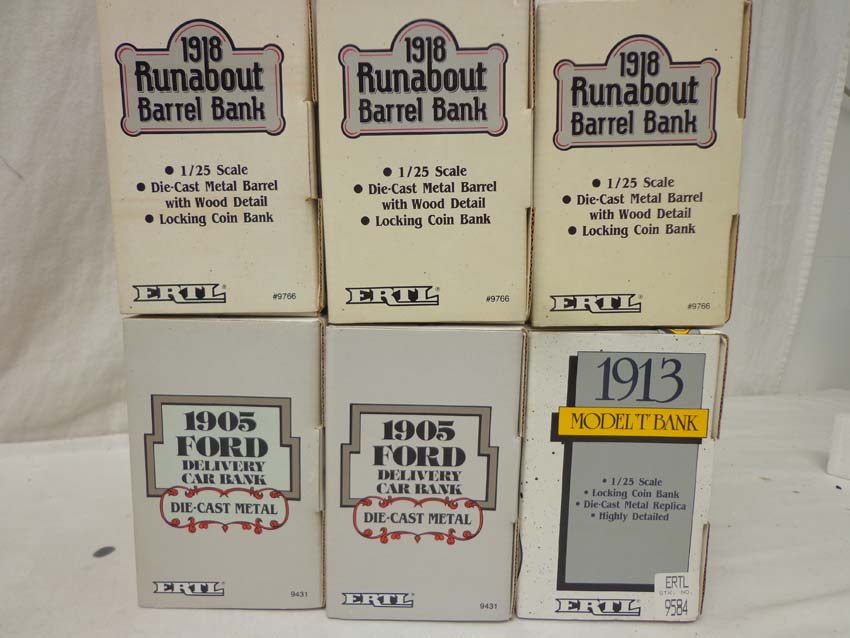 1918
Runabout
Barrel Bank
• 1/25 Scale
• Die-Cast Metal Barrel
with Wood Detail
• Locking Coin Bank
ERTL®
#9766
1918
Runabout
Barrel Bank
• 1/25 Scale
• Die-Cast Metal Barrel
with Wood Detail
• Locking Coin Bank
ERTL®
#9766
1918
Runabout
Barrel Bank
• 1/25 Scale
• Die-Cast Metal Barrel
with Wood Detail
• Locking Coin Bank
ERTL®
#9766
1905
FORD
DELIVERY
CAR BANK
DIE-CAST METAL
ERTL®
9431
1905
FORD
DELIVERY
CAR BANK
DIE-CAST METAL
ERTL®
9431
1913
MODEL "T" BANK
• 1/25 Scale
• Locking Coin Bank
• Die-Cast Metal Replica
• Highly Detailed
ERTL
ERTL
STK. NO.
9584